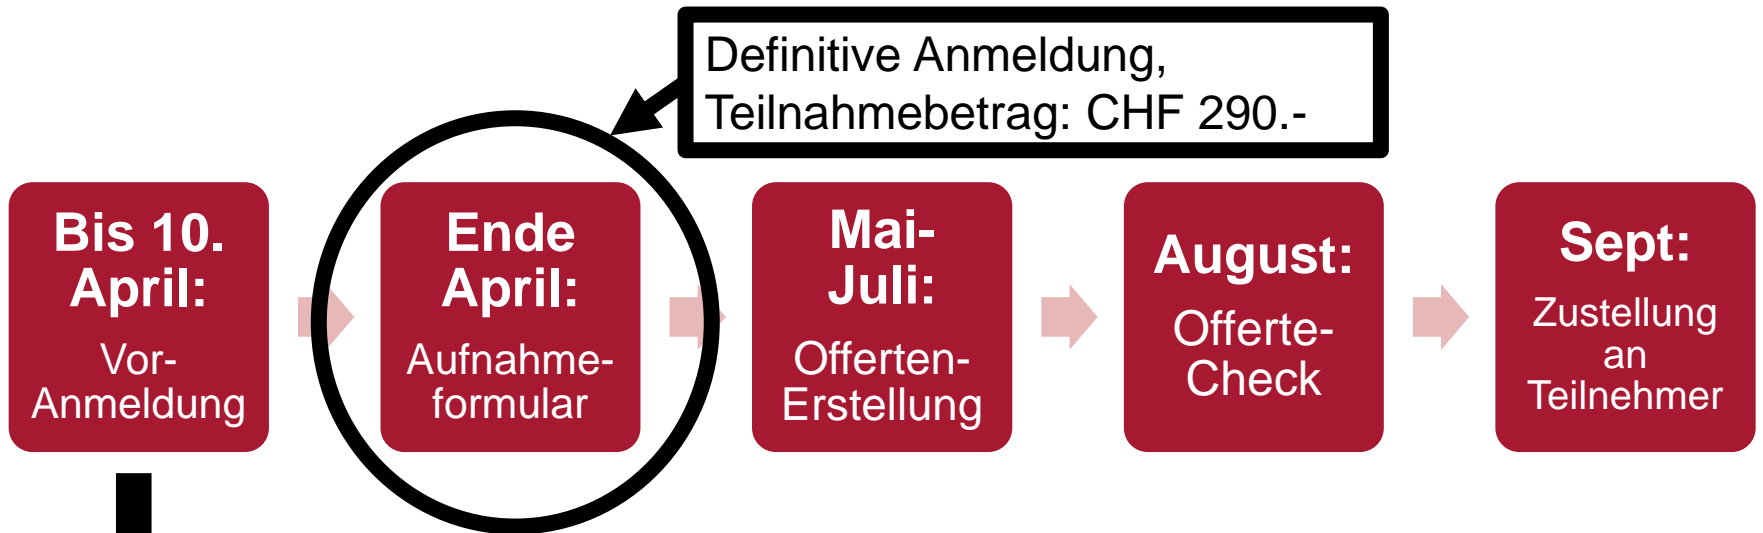 Definitive Anmeldung,
Teilnahmebetrag: CHF 290.-
Bis 10.
April:
Vor-
Anmeldung
Ende
April:
Aufnahme-
formular
Mai-
Juli:
Offerten-
Erstellung
August:
Offerte-
Check
Sept:
Zustellung
an
Teilnehmer